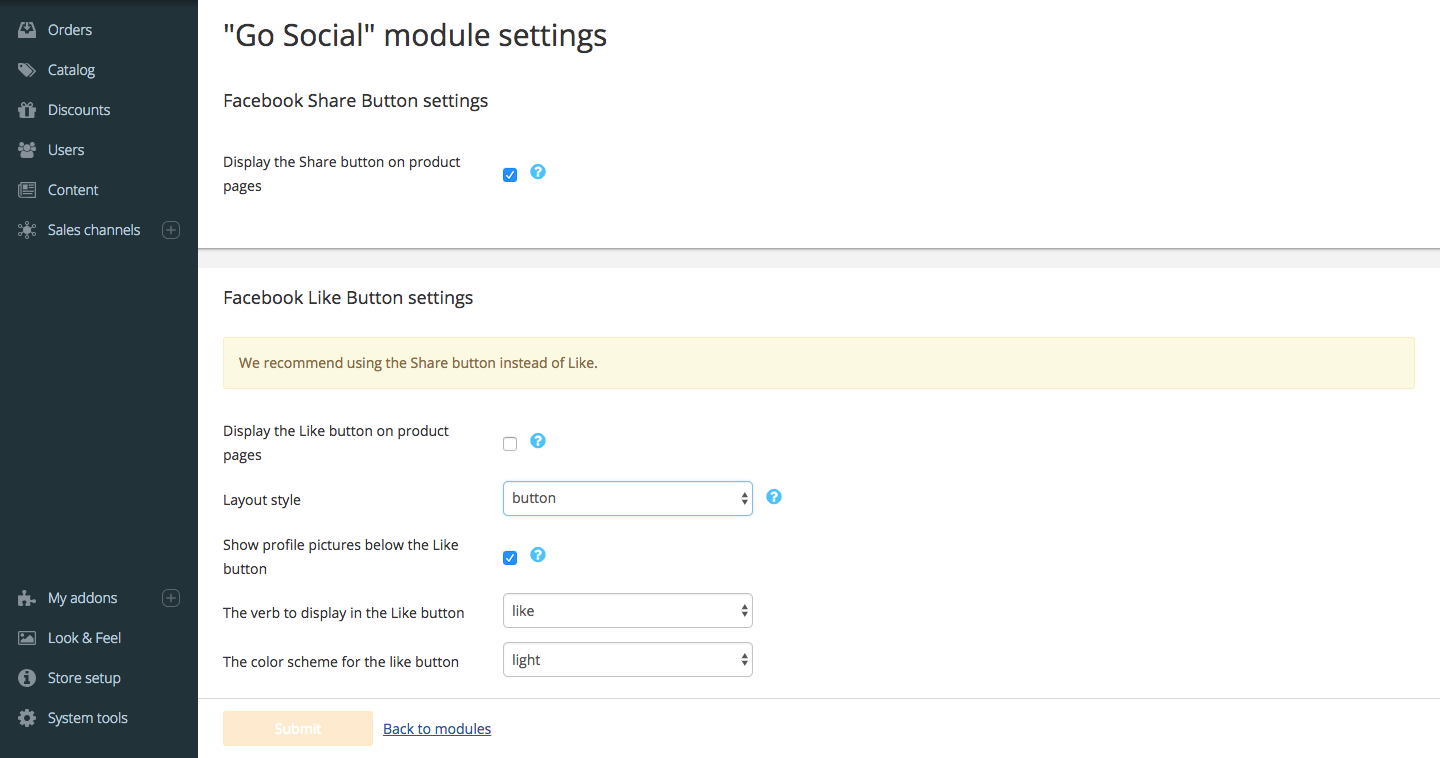 Orders
Catalog
Discounts
Users
Content
Sales channels
My addons
Look & Feel
Store setup
System tools
"Go Social" module settings
Facebook Share Button settings
Display the Share button on product
pages
?
Facebook Like Button settings
We recommend using the Share button instead of Like.
Display the Like button on product
pages
?
Layout style
button
?
Show profile pictures below the Like
button
?
The verb to display in the Like button
like
The color scheme for the like button
light
Submit
Back to modules